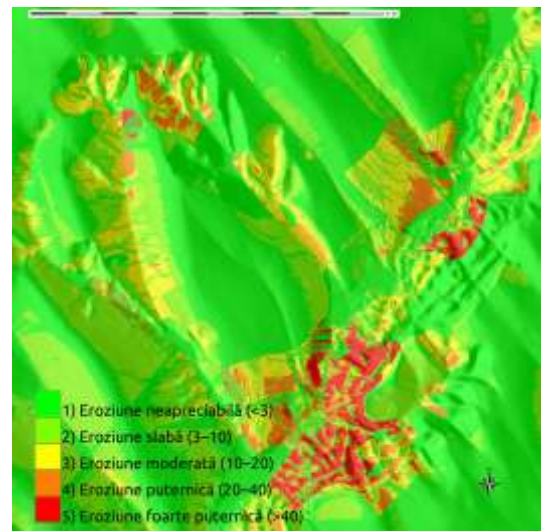 1) Eroziune neapreciabilă (<3)
2) Eroziune slabă (3–10)
3) Eroziune moderată (10–20)
4) Eroziune puternică (20–40)
5) Eroziune foarte puternică (>40)